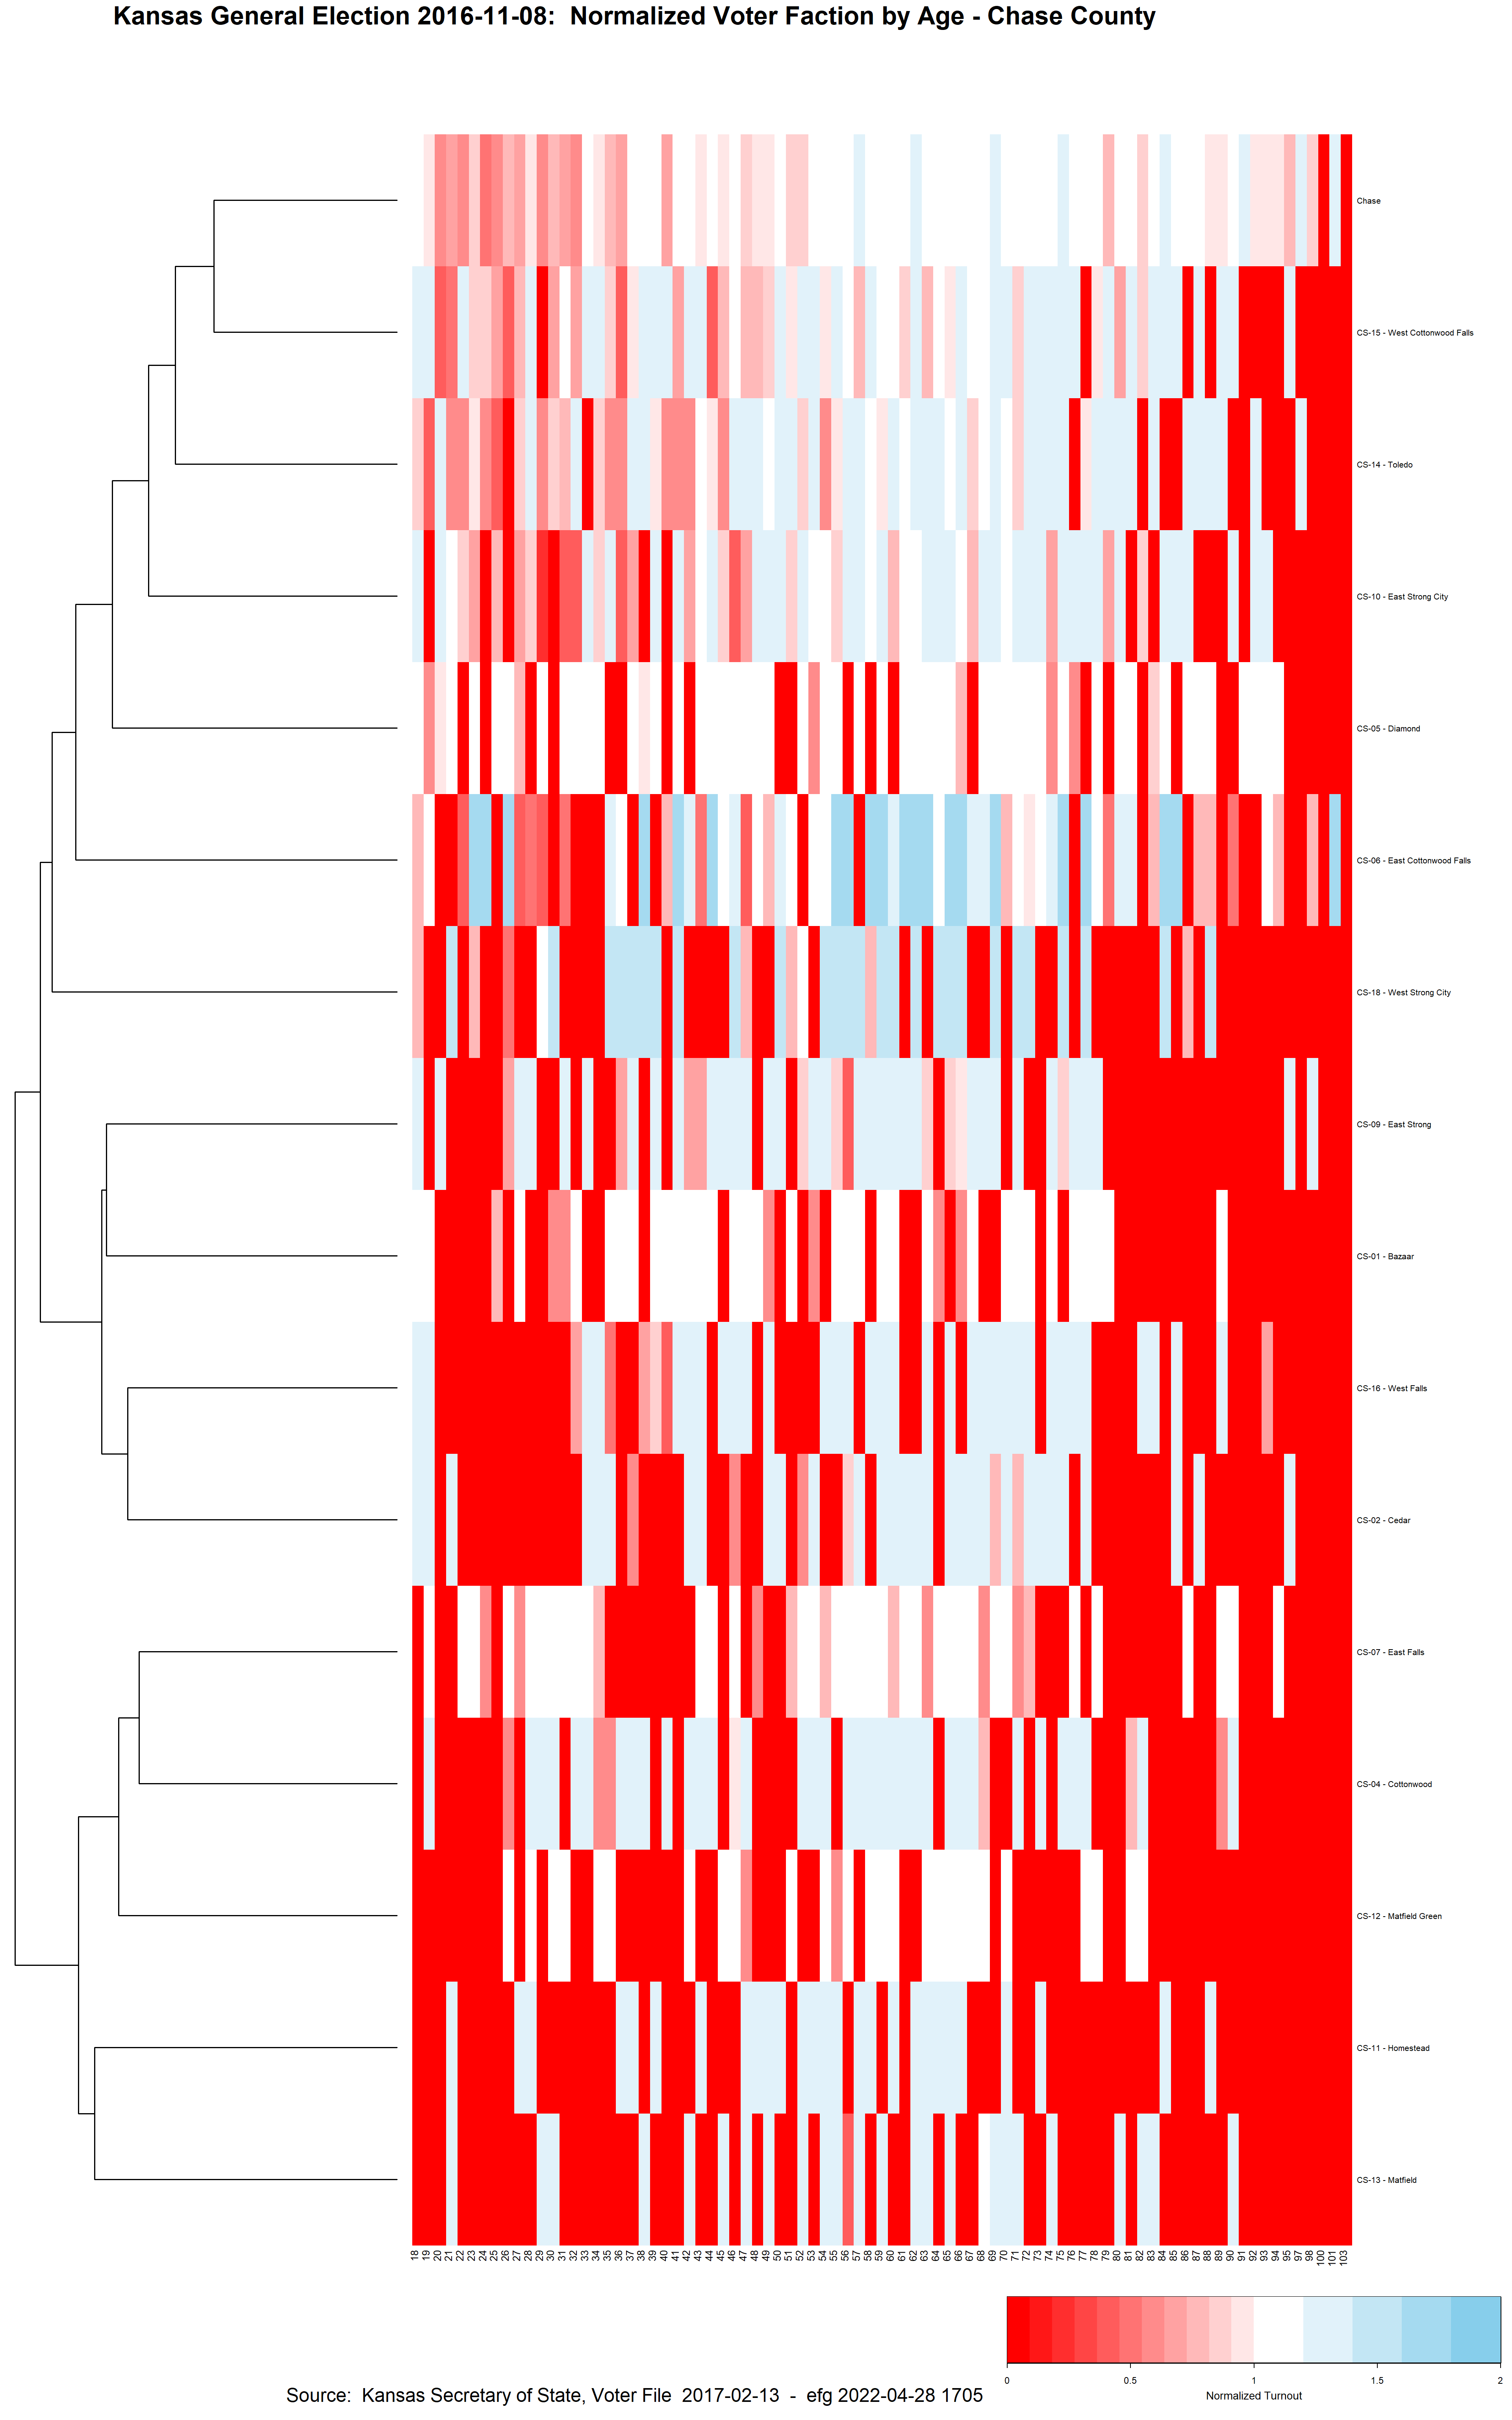 Kansas General Election 2016-11-08:  Normalized Voter Faction by Age - Chase County
Chase
CS-15 - West Cottonwood Falls
CS-14 - Toledo
CS-10 - East Strong City
CS-05 - Diamond
CS-06 - East Cottonwood Falls
CS-18 - West Strong City
CS-09 - East Strong
CS-01 - Bazaar
CS-16 - West Falls
CS-02 - Cedar
CS-07 - East Falls
CS-04 - Cottonwood
CS-12 - Matfield Green
CS-11 - Homestead
CS-13 - Matfield
18 19 20 21 22 23 24 25 26 27 28 29 30 31 32 33 34 35 36 37 38 39 40 41 42 43 44 45 46 47 48 49 50 51 52 53 54 55 56 57 58 59 60 61 62 63 64 65 66 67 68 69 70 71 72 73 74 75 76 77 78 79 80 81 82 83 84 85 86 87 88 89 90 91 92 93 94 95 97 98 100 101 103
0 0.5 1 1.5 2
Normalized Turnout
Source:  Kansas Secretary of State, Voter File  2017-02-13  -  efg 2022-04-28 1705